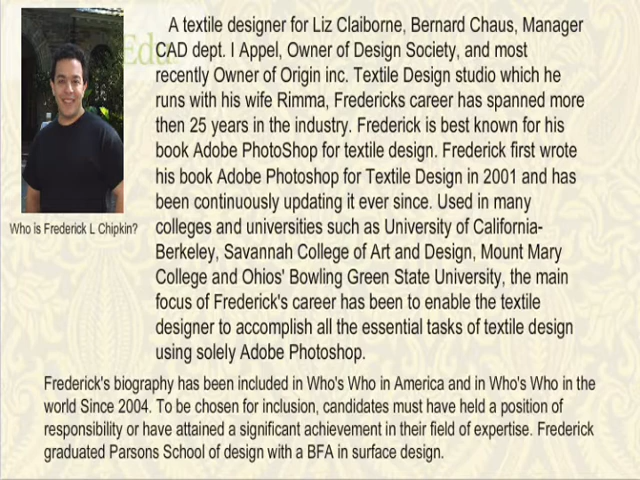 Edu
A textile designer for Liz Claiborne, Bernard Chaus, Manager
CAD dept. I Appel, Owner of Design Society, and most
recently Owner of Origin inc. Textile Design studio which he
runs with his wife Rimma, Fredericks career has spanned more
then 25 years in the industry. Frederick is best known for his
book Adobe PhotoShop for textile design. Frederick first wrote
his book Adobe Photoshop for Textile Design in 2001 and has
been continuously updating it ever since. Used in many
colleges and universities such as University of California-
Berkeley, Savannah College of Art and Design, Mount Mary
College and Ohios' Bowling Green State University, the main
focus of Frederick's career has been to enable the textile
designer to accomplish all the essential tasks of textile design
using solely Adobe Photoshop.
Who is Frederick L Chipkin?
Frederick's biography has been included in Who's Who in America and in Who's Who in the
world Since 2004. To be chosen for inclusion, candidates must have held a position of
responsibility or have attained a significant achievement in their field of expertise. Frederick
graduated Parsons School of design with a BFA in surface design.